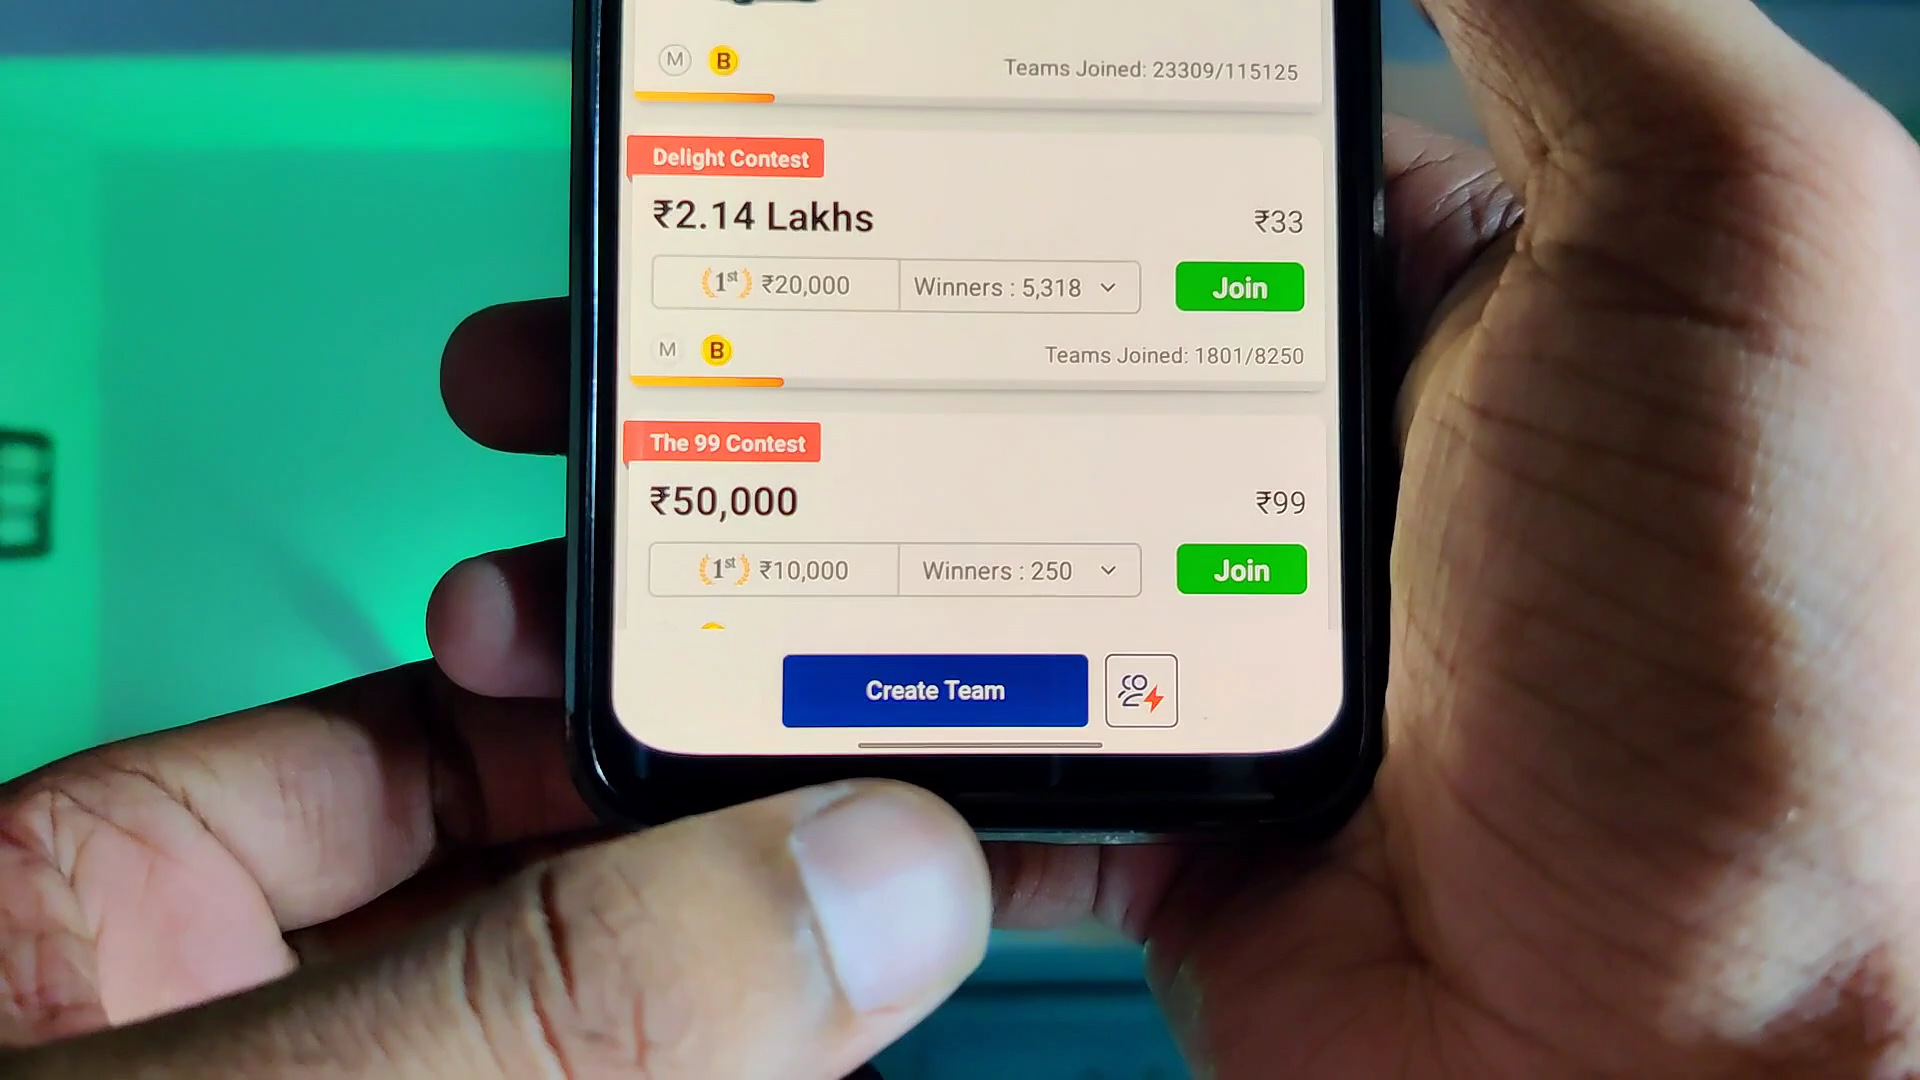 M B Teams Joined: 23309/115125
Delight Contest
₹2.14 Lakhs ₹33
1st ₹20,000 Winners : 5,318 Join
M B Teams Joined: 1801/8250
The 99 Contest
₹50,000 ₹99
1st ₹10,000 Winners : 250 Join
Create Team